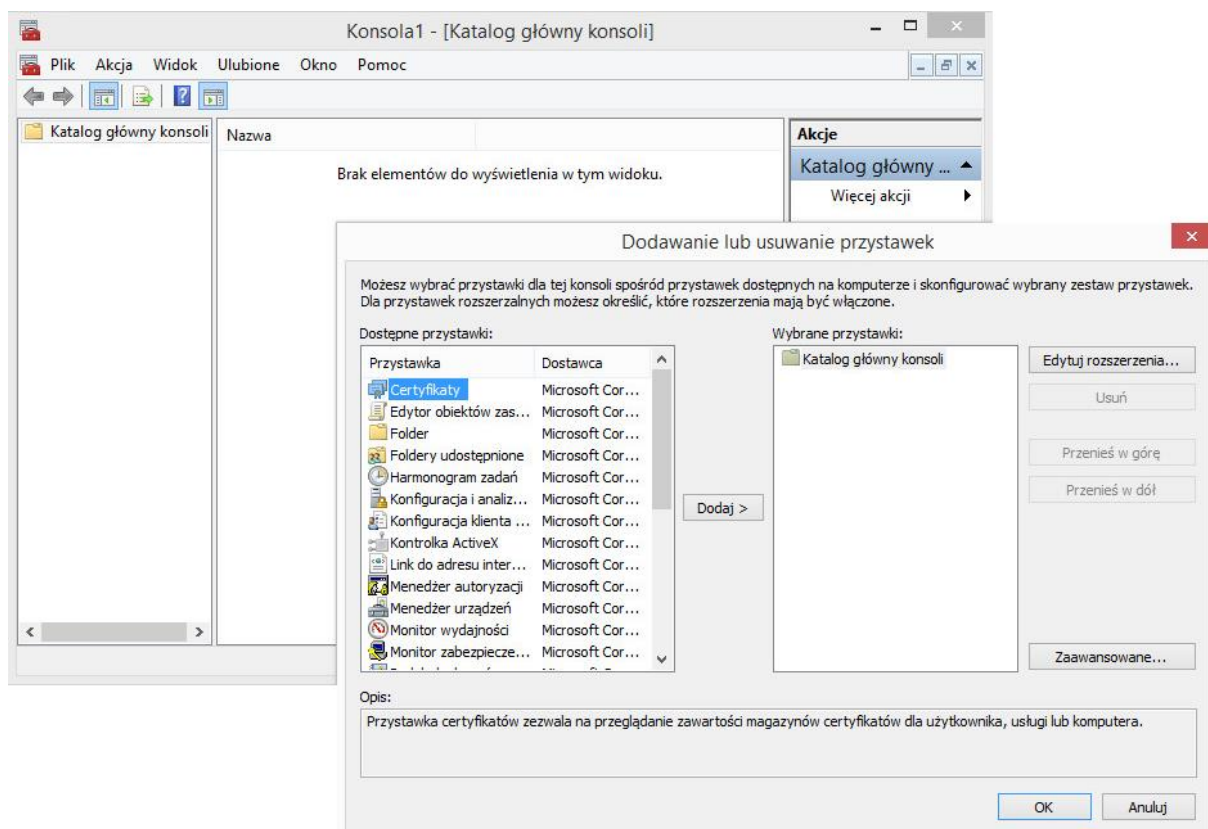 Konsola1 - [Katalog główny konsoli]
Plik Akcja Widok Ulubione Okno Pomoc
Katalog główny konsoli
Nazwa
Brak elementów do wyświetlenia w tym widoku.
Akcje
Katalog główny ...
Więcej akcji
Dodawanie lub usuwanie przystawek
Możesz wybrać przystawki dla tej konsoli spośród przystawek dostępnych na komputerze i skonfigurować wybrany zestaw przystawek.
Dla przystawek rozszerzalnych możesz określić, które rozszerzenia mają być włączone.
Dostępne przystawki:
Przystawka Dostawca
Certyfikaty Microsoft Cor...
Edytor obiektów zas... Microsoft Cor...
Folder Microsoft Cor...
Foldery udostępnione Microsoft Cor...
Harmonogram zadań Microsoft Cor...
Konfiguracja i analiz... Microsoft Cor...
Konfiguracja klienta ... Microsoft Cor...
Kontrolka ActiveX Microsoft Cor...
Link do adresu inter... Microsoft Cor...
Menedżer autoryzacji Microsoft Cor...
Menedżer urządzeń Microsoft Cor...
Monitor wydajności Microsoft Cor...
Monitor zabezpiecze... Microsoft Cor...
Dodaj >
Wybrane przystawki:
Katalog główny konsoli
Edytuj rozszerzenia...
Usuń
Przenieś w górę
Przenieś w dół
Zaawansowane...
Opis:
Przystawka certyfikatów zezwala na przeglądanie zawartości magazynów certyfikatów dla użytkownika, usługi lub komputera.
OK Anuluj